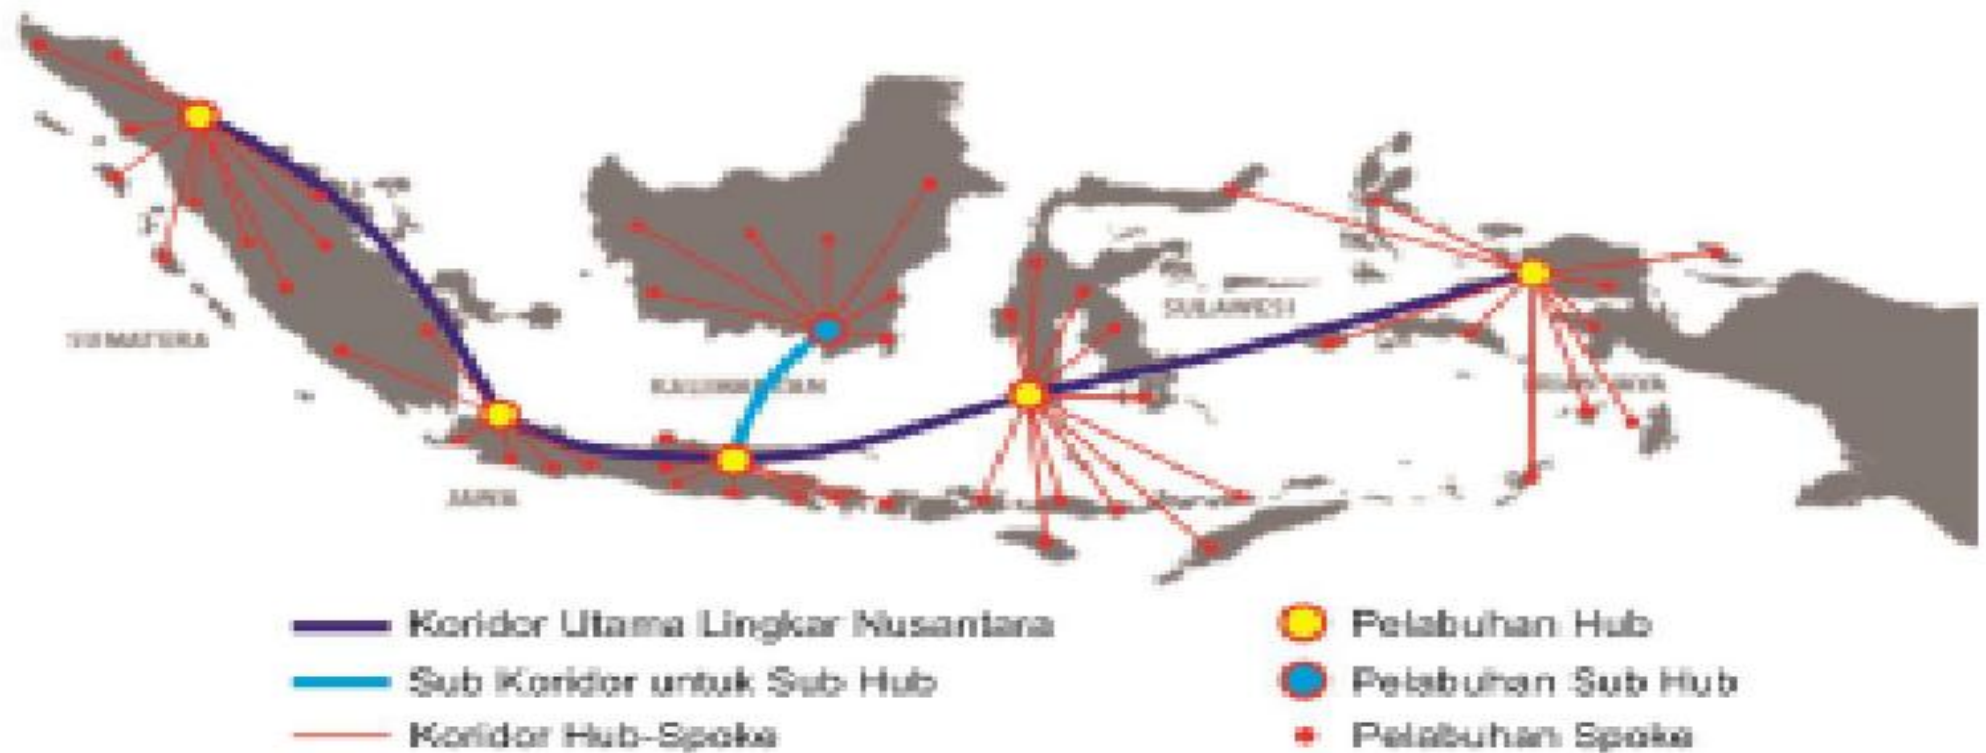 SUMATERA
SULAWESI
KALIMANTAN
JAWA
Koridor Utama Lingkar Nusantara
Sub Koridor untuk Sub Hub
Koridor Hub-Spoke
Pelabuhan Hub
Pelabuhan Sub Hub
Pelabuhan Spoke